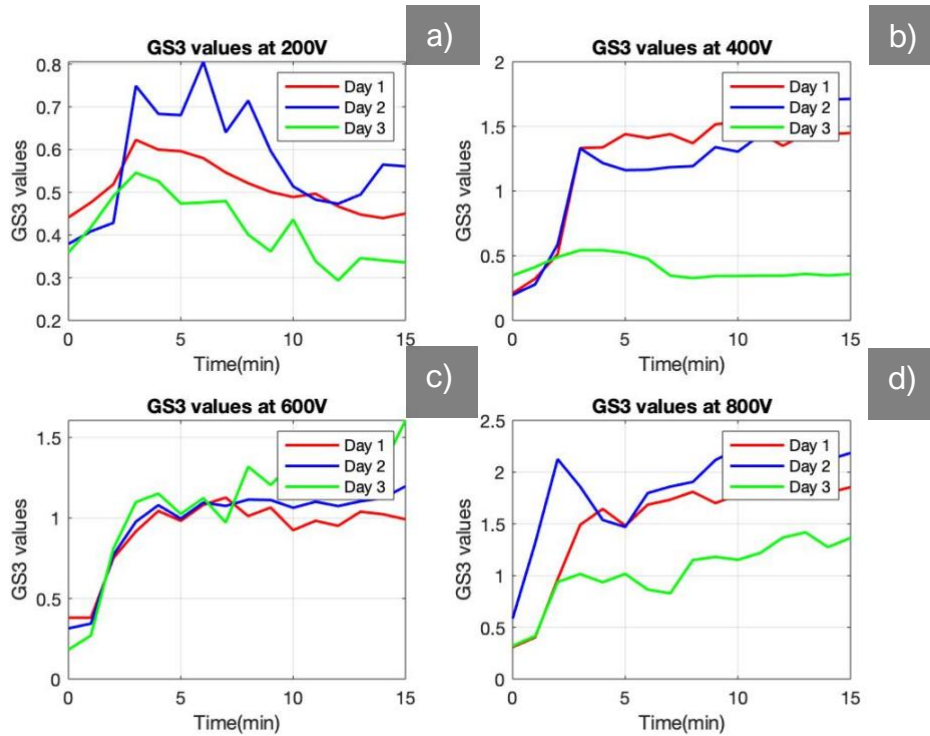 a)
GS3 values at 200V
0.8
0.7
0.6
0.5
0.4
0.3
0.2
GS3 values
0
5
10
15
Time(min)
Day 1
Day 2
Day 3
b)
GS3 values at 400V
2
1.5
1
0.5
0
GS3 values
0
5
10
15
Time(min)
Day 1
Day 2
Day 3
c)
GS3 values at 600V
1.5
1
0.5
0
GS3 values
0
5
10
15
Time(min)
Day 1
Day 2
Day 3
d)
GS3 values at 800V
2.5
2
1.5
1
0.5
0
GS3 values
0
5
10
15
Time(min)
Day 1
Day 2
Day 3